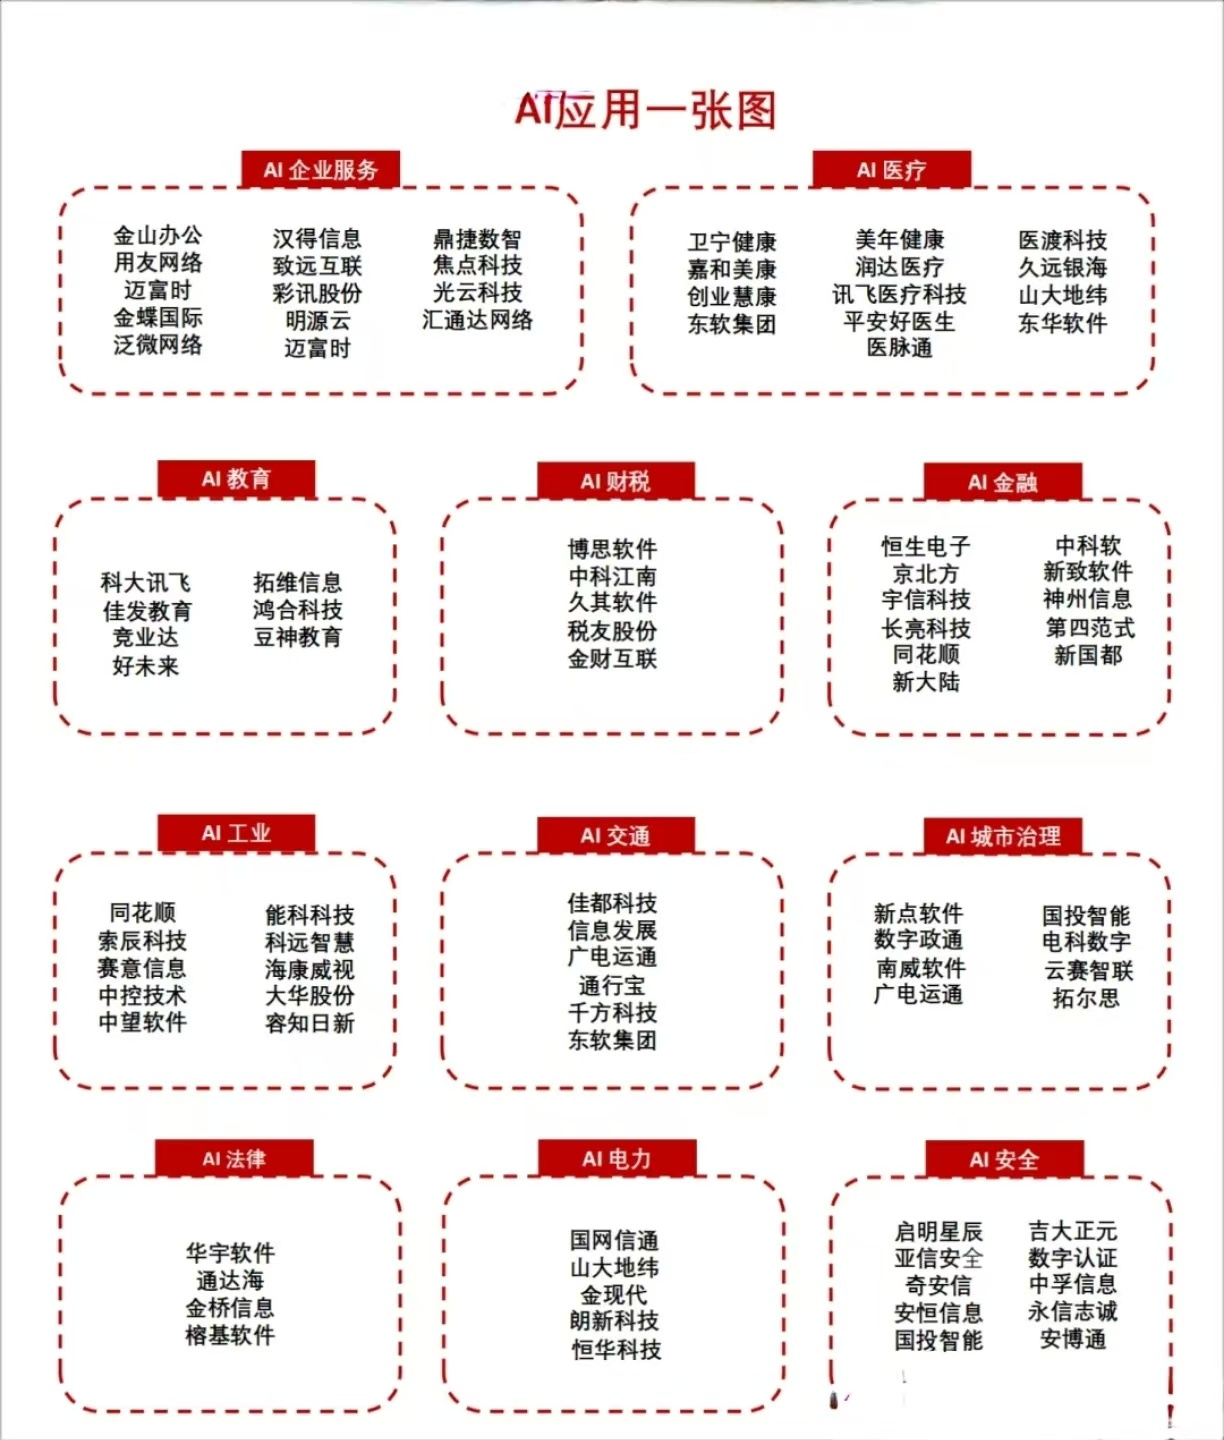 AI应用一张图
AI 企业服务
金山办公
用友网络
迈富时
金蝶国际
泛微网络
汉得信息
致远互联
彩讯股份
明源云
迈富时
鼎捷数智
焦点科技
光云科技
汇通达网络
AI 医疗
卫宁健康
嘉和美康
创业慧康
东软集团
美年健康
润达医疗
讯飞医疗科技
平安好医生
医脉通
医渡科技
久远银海
山大地纬
东华软件
AI 教育
科大讯飞
佳发教育
竞业达
好未来
拓维信息
鸿合科技
豆神教育
AI 财税
博思软件
中科江南
久其软件
税友股份
金财互联
AI 金融
恒生电子
京北方
宇信科技
长亮科技
同花顺
新大陆
中科软
新致软件
神州信息
第四范式
新国都
AI 工业
同花顺
索辰科技
赛意信息
中控技术
中望软件
能科科技
科远智慧
海康威视
大华股份
容知日新
AI 交通
佳都科技
信息发展
广电运通
通行宝
千方科技
东软集团
AI 城市治理
新点软件
数字政通
南威软件
广电运通
国投智能
电科数字
云赛智联
拓尔思
AI 法律
华宇软件
通达海
金桥信息
榕基软件
AI 电力
国网信通
山大地纬
金现代
朗新科技
恒华科技
AI 安全
启明星辰
亚信安全
奇安信
安恒信息
国投智能
吉大正元
数字认证
中孚信息
永信至诚
安博通